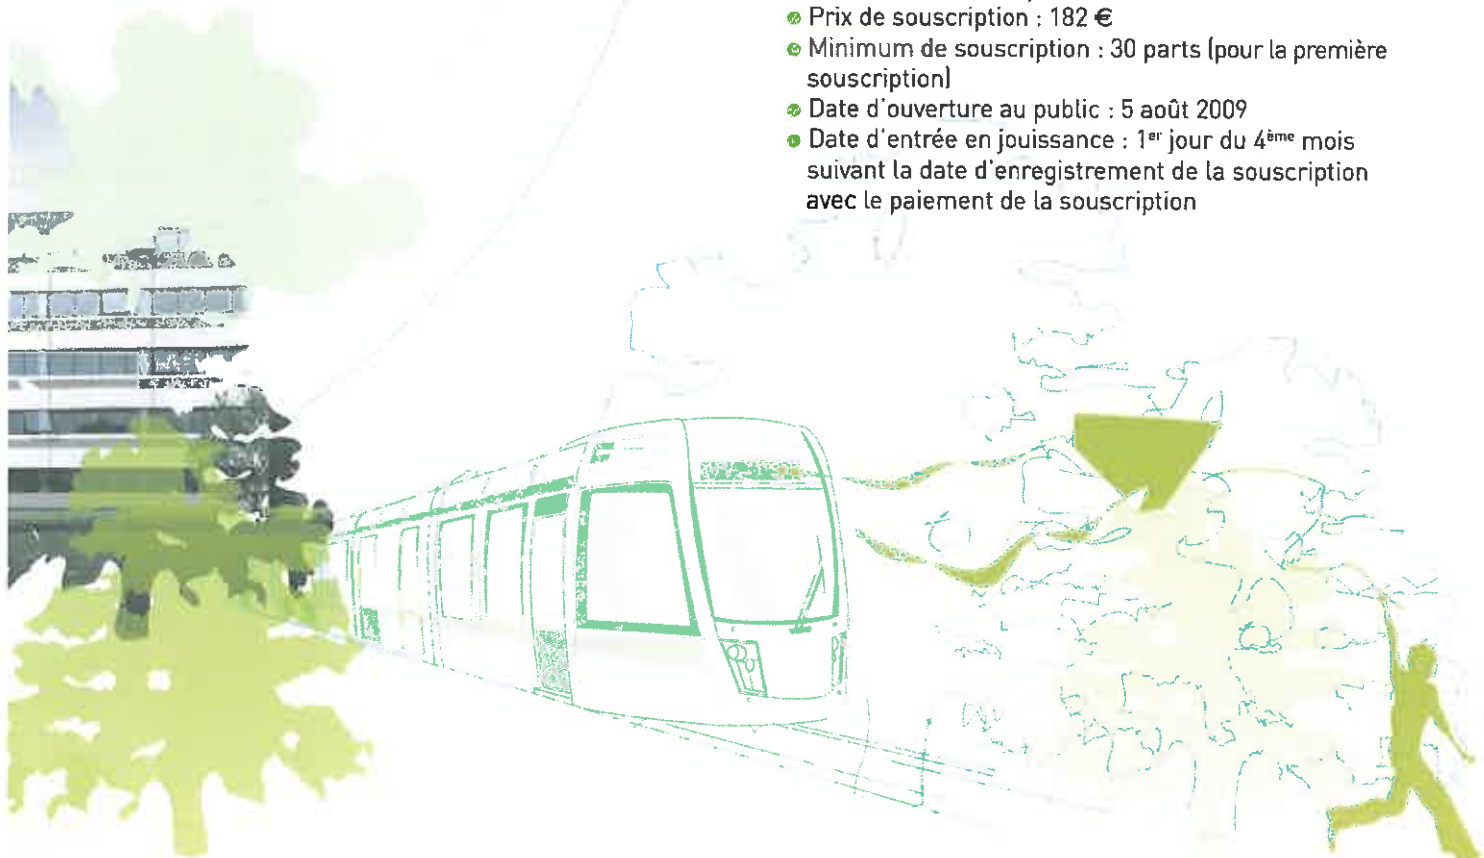 Prix de souscription : 182 €
Minimum de souscription : 30 parts (pour la première
souscription)
Date d'ouverture au public : 5 août 2009
Date d'entrée en jouissance : 1er jour du 4ème mois
suivant la date d'enregistrement de la souscription
avec le paiement de la souscription